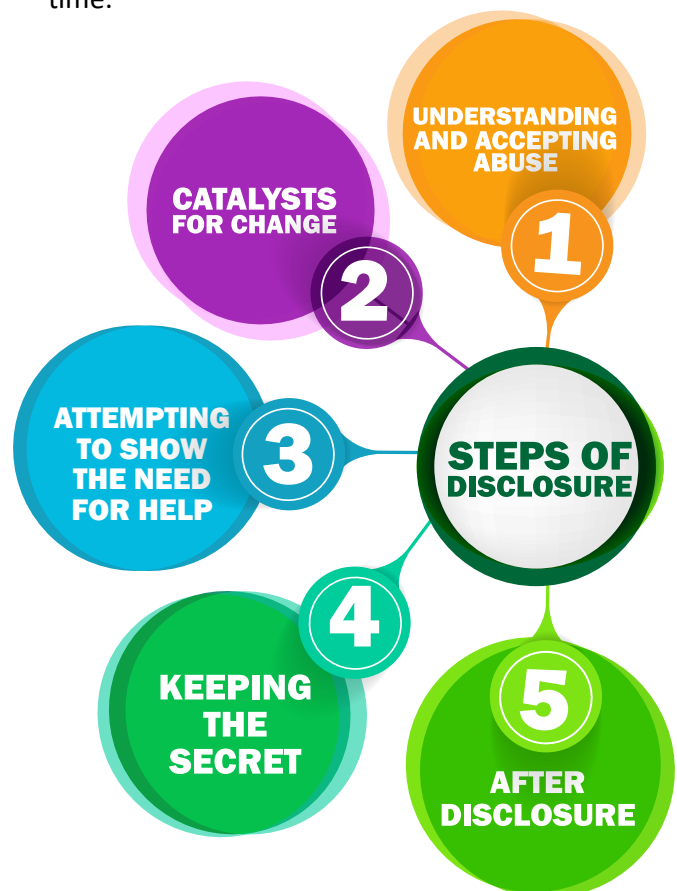 time.
UNDERSTANDING
AND ACCEPTING
ABUSE
1
CATALYSTS
FOR CHANGE
2
ATTEMPTING
TO SHOW
THE NEED
FOR HELP
3
STEPS OF
DISCLOSURE
KEEPING
THE
SECRET
4
5
AFTER
DISCLOSURE